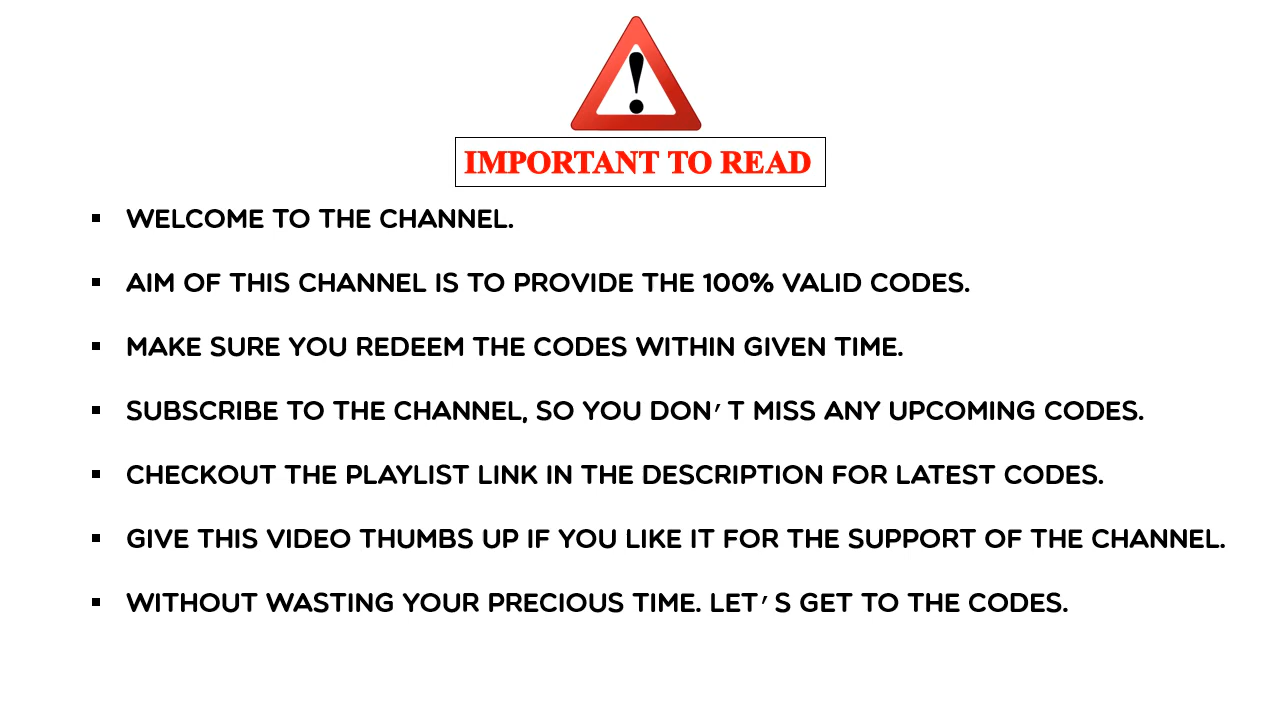 IMPORTANT TO READ
▪ WELCOME TO THE CHANNEL.
▪ AIM OF THIS CHANNEL IS TO PROVIDE THE 100% VALID CODES.
▪ MAKE SURE YOU REDEEM THE CODES WITHIN GIVEN TIME.
▪ SUBSCRIBE TO THE CHANNEL, SO YOU DON'T MISS ANY UPCOMING CODES.
▪ CHECKOUT THE PLAYLIST LINK IN THE DESCRIPTION FOR LATEST CODES.
▪ GIVE THIS VIDEO THUMBS UP IF YOU LIKE IT FOR THE SUPPORT OF THE CHANNEL.
▪ WITHOUT WASTING YOUR PRECIOUS TIME. LET'S GET TO THE CODES.